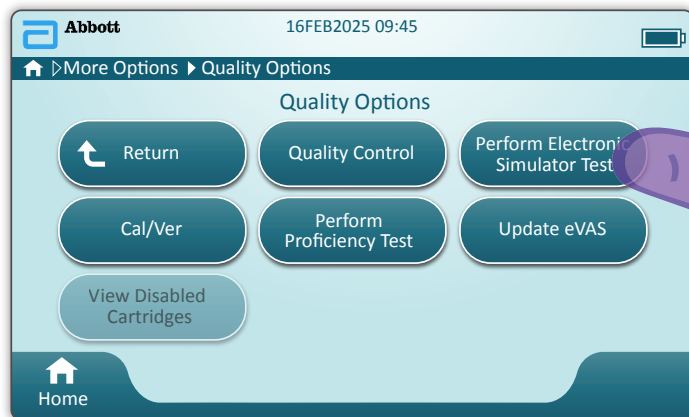 Abbott
16FEB2025 09:45
More Options Quality Options
Quality Options
Return
Quality Control
Perform Electronic
Simulator Test
Cal/Ver
Perform
Proficiency Test
Update eVAS
View Disabled
Cartridges
Home